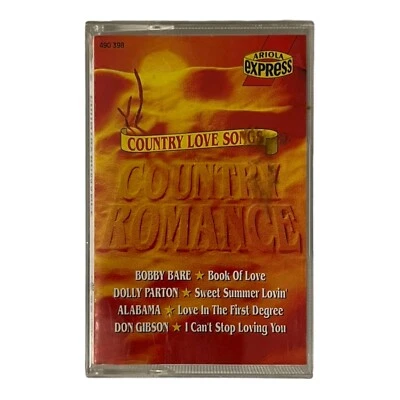 490 398
ARIOLA
EXPRESS
COUNTRY LOVE SONGS
COUNTRY
ROMANCE
BOBBY BARE ★ Book Of Love
DOLLY PARTON ★ Sweet Summer Lovin'
ALABAMA ★ Love In The First Degree
DON GIBSON ★ I Can't Stop Loving You